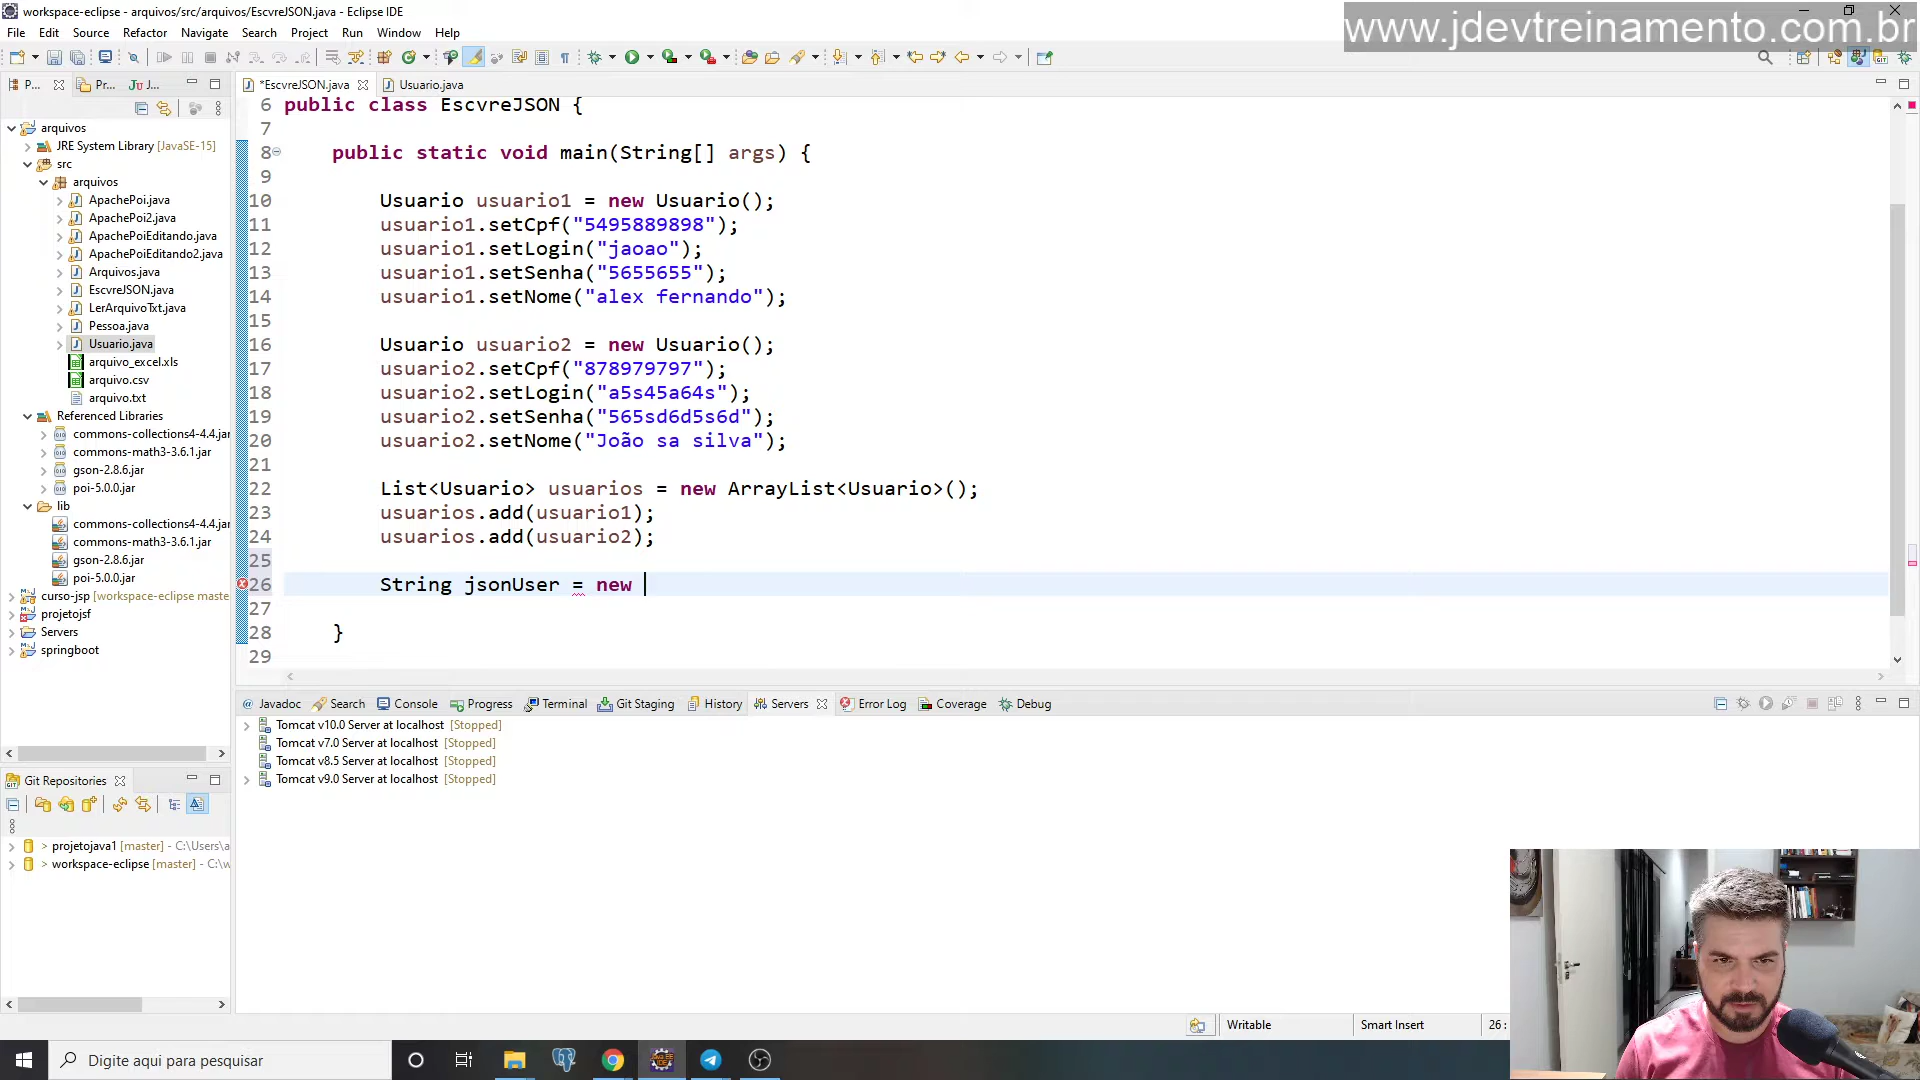 workspace-eclipse - arquivos/src/arquivos/EscvreJSON.java - Eclipse IDE
www.jdevtreinamento.com.br
File Edit Source Refactor Navigate Search Project Run Window Help
P... Pr... Ju J...
*EscvreJSON.java Usuario.java
arquivos
JRE System Library [JavaSE-15]
src
arquivos
ApachePoi.java
ApachePoi2.java
ApachePoiEditando.java
ApachePoiEditando2.java
Arquivos.java
EscvreJSON.java
LerArquivoTxt.java
Pessoa.java
Usuario.java
arquivo_excel.xls
arquivo.csv
arquivo.txt
Referenced Libraries
commons-collections4-4.4.jar
commons-math3-3.6.1.jar
gson-2.8.6.jar
poi-5.0.0.jar
lib
commons-collections4-4.4.jar
commons-math3-3.6.1.jar
gson-2.8.6.jar
poi-5.0.0.jar
curso-jsp [workspace-eclipse maste
projetojsf
Servers
springboot
6 public class EscvreJSON {
7
8 public static void main(String[] args) {
9
10 Usuario usuario1 = new Usuario();
11 usuario1.setCpf("5495889898");
12 usuario1.setLogin("jaoao");
13 usuario1.setSenha("5655655");
14 usuario1.setNome("alex fernando");
15
16 Usuario usuario2 = new Usuario();
17 usuario2.setCpf("878979797");
18 usuario2.setLogin("a5s45a64s");
19 usuario2.setSenha("565sd6d5s6d");
20 usuario2.setNome("João sa silva");
21
22 List<Usuario> usuarios = new ArrayList<Usuario>();
23 usuarios.add(usuario1);
24 usuarios.add(usuario2);
25
26 String jsonUser = new
27
28 }
29
@ Javadoc Search Console Progress Terminal Git Staging History Servers Error Log Coverage Debug
Tomcat v10.0 Server at localhost [Stopped]
Tomcat v7.0 Server at localhost [Stopped]
Tomcat v8.5 Server at localhost [Stopped]
Tomcat v9.0 Server at localhost [Stopped]
Git Repositories
> projetojava1 [master] - C:\Users\a
> workspace-eclipse [master] - C:\w
Writable Smart Insert 26 :
Digite aqui para pesquisar